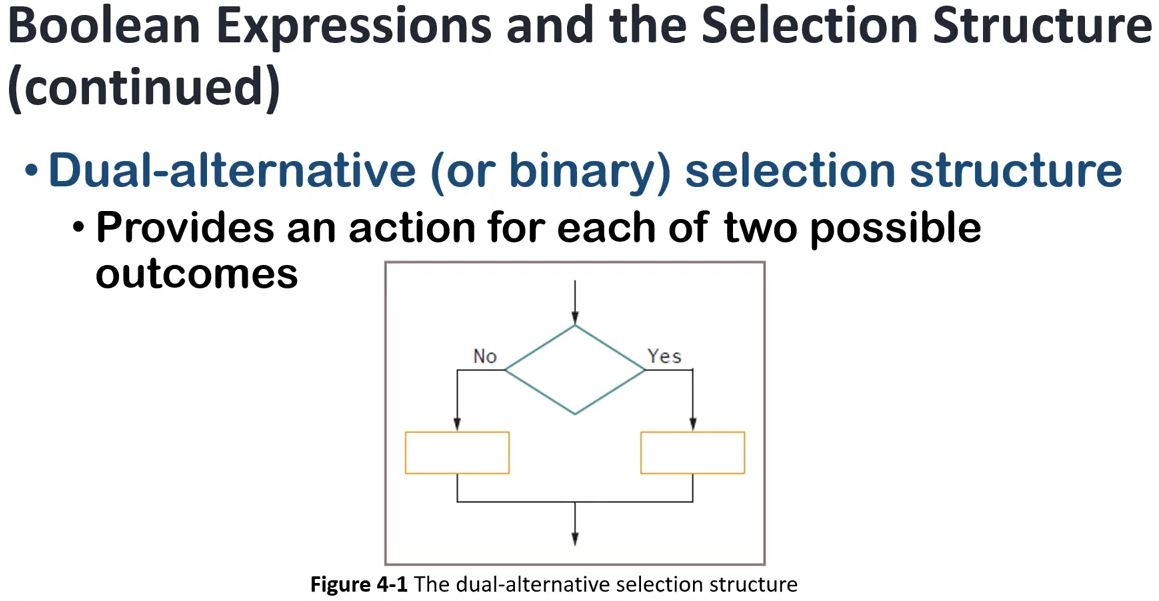 Boolean Expressions and the Selection Structure
(continued)
• Dual-alternative (or binary) selection structure
• Provides an action for each of two possible
outcomes
No
Yes
Figure 4-1 The dual-alternative selection structure